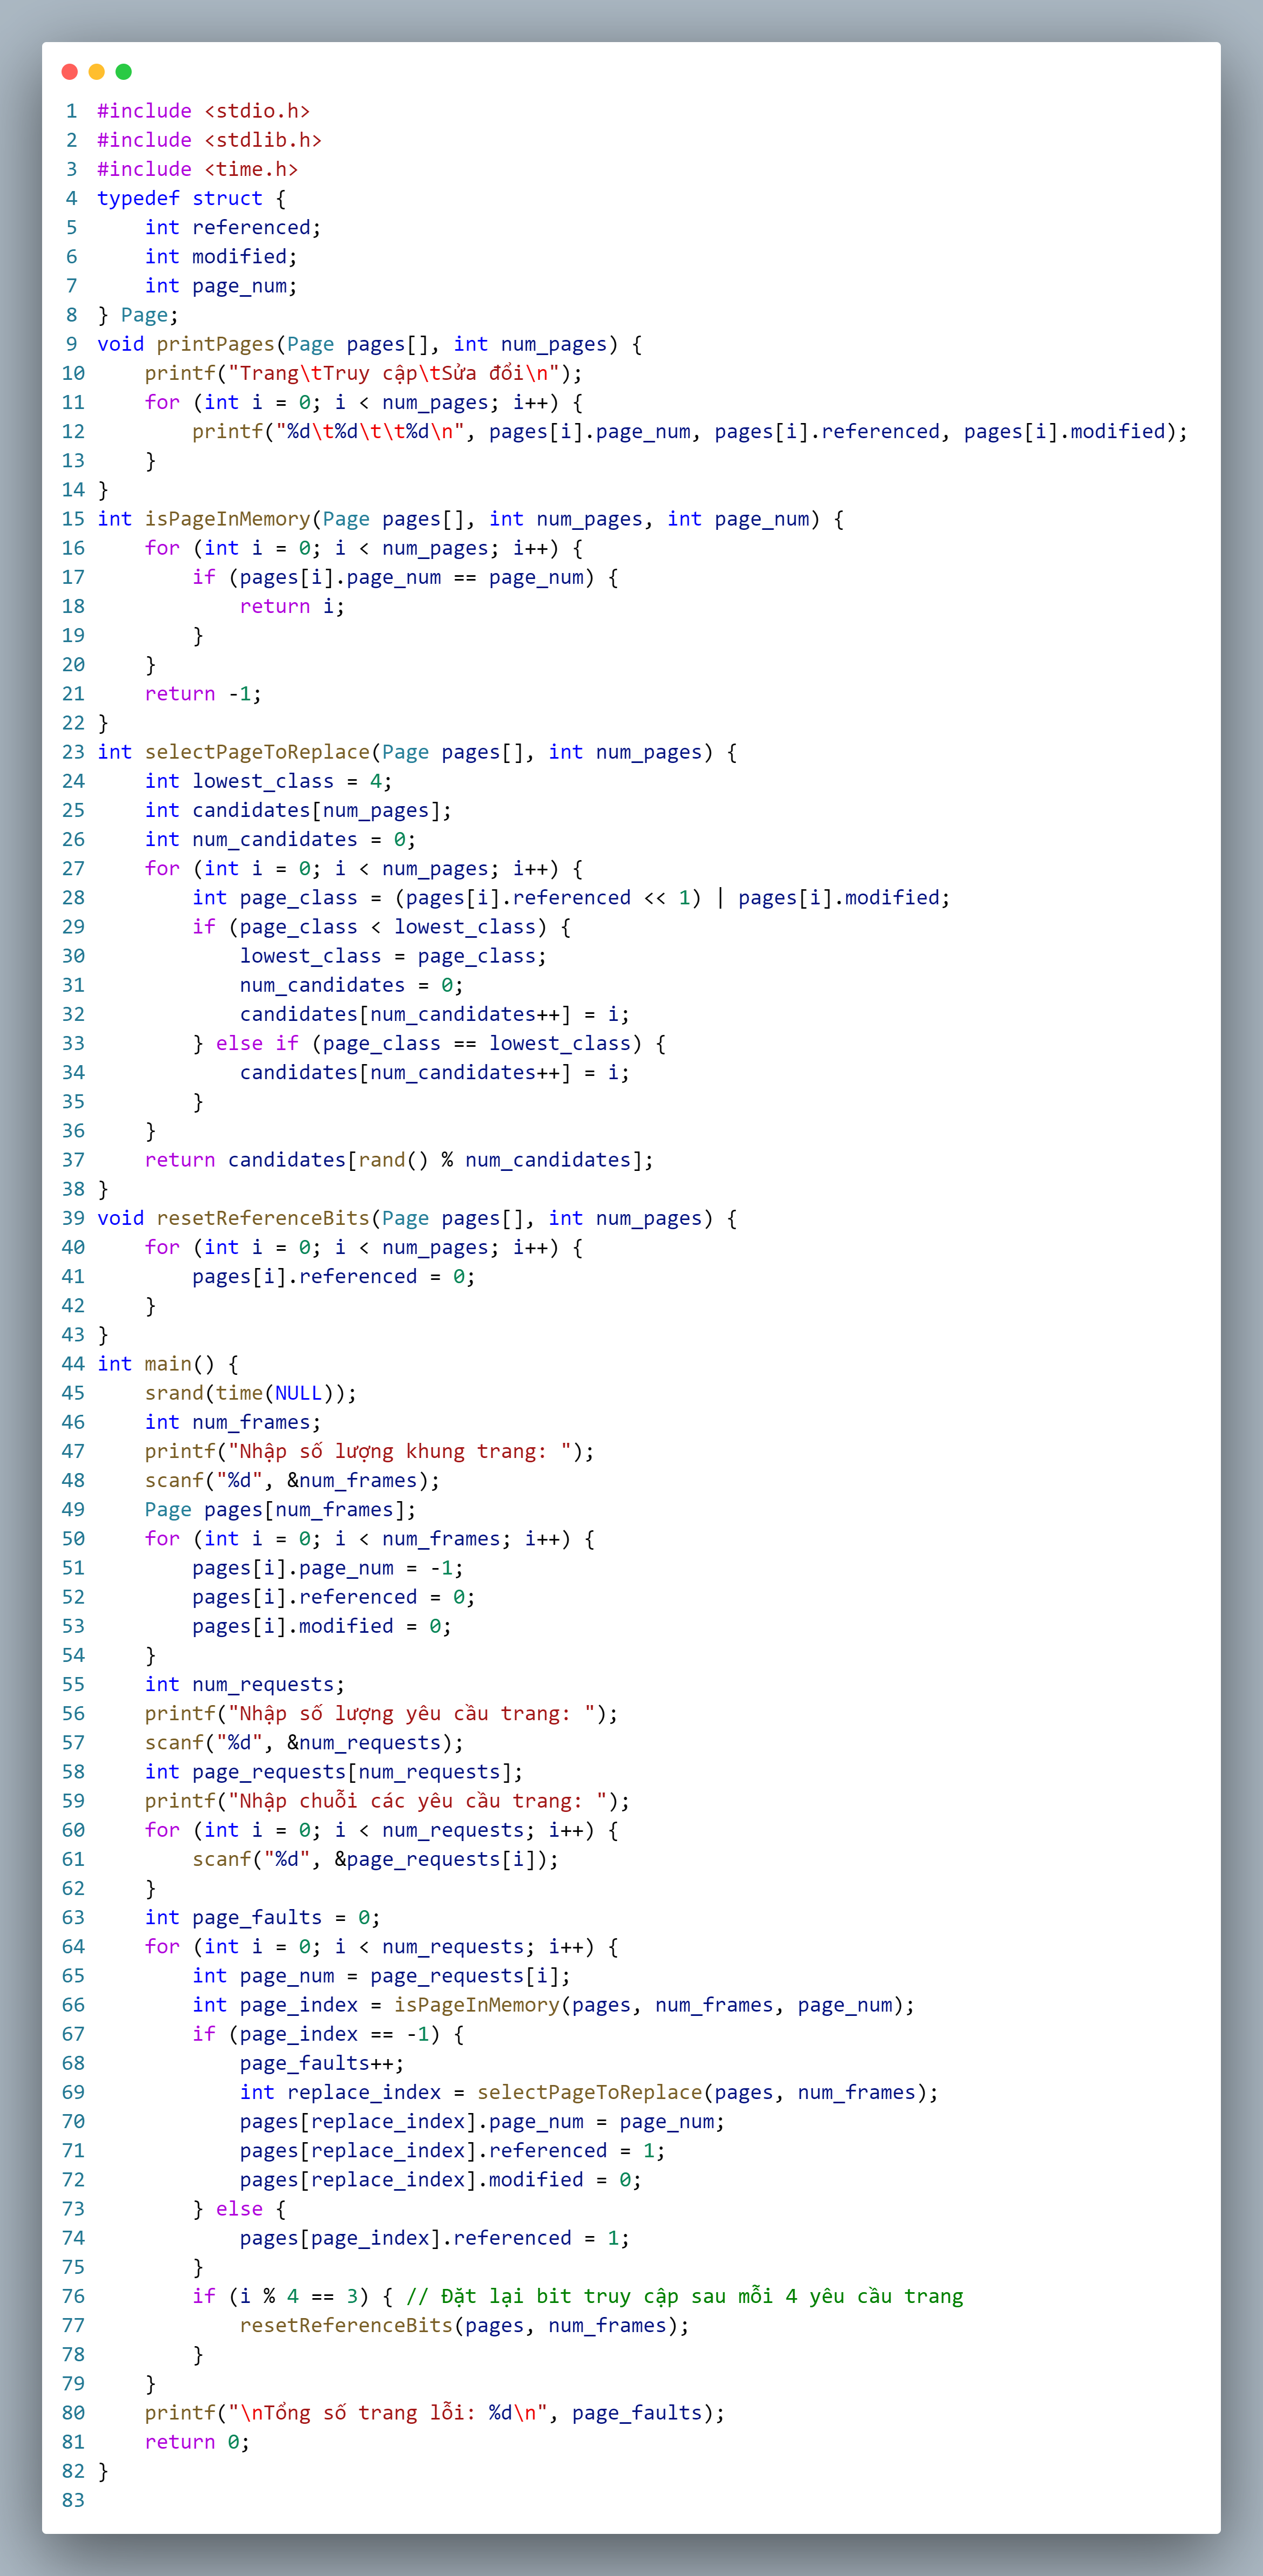 1 #include <stdio.h>
2 #include <stdlib.h>
3 #include <time.h>
4 typedef struct {
5     int referenced;
6     int modified;
7     int page_num;
8 } Page;
9 void printPages(Page pages[], int num_pages) {
10     printf("Trang\tTruy cập\tSửa đổi\n");
11     for (int i = 0; i < num_pages; i++) {
12         printf("%d\t%d\t\t%d\n", pages[i].page_num, pages[i].referenced, pages[i].modified);
13     }
14 }
15 int isPageInMemory(Page pages[], int num_pages, int page_num) {
16     for (int i = 0; i < num_pages; i++) {
17         if (pages[i].page_num == page_num) {
18             return i;
19         }
20     }
21     return -1;
22 }
23 int selectPageToReplace(Page pages[], int num_pages) {
24     int lowest_class = 4;
25     int candidates[num_pages];
26     int num_candidates = 0;
27     for (int i = 0; i < num_pages; i++) {
28         int page_class = (pages[i].referenced << 1) | pages[i].modified;
29         if (page_class < lowest_class) {
30             lowest_class = page_class;
31             num_candidates = 0;
32             candidates[num_candidates++] = i;
33         } else if (page_class == lowest_class) {
34             candidates[num_candidates++] = i;
35         }
36     }
37     return candidates[rand() % num_candidates];
38 }
39 void resetReferenceBits(Page pages[], int num_pages) {
40     for (int i = 0; i < num_pages; i++) {
41         pages[i].referenced = 0;
42     }
43 }
44 int main() {
45     srand(time(NULL));
46     int num_frames;
47     printf("Nhập số lượng khung trang: ");
48     scanf("%d", &num_frames);
49     Page pages[num_frames];
50     for (int i = 0; i < num_frames; i++) {
51         pages[i].page_num = -1;
52         pages[i].referenced = 0;
53         pages[i].modified = 0;
54     }
55     int num_requests;
56     printf("Nhập số lượng yêu cầu trang: ");
57     scanf("%d", &num_requests);
58     int page_requests[num_requests];
59     printf("Nhập chuỗi các yêu cầu trang: ");
60     for (int i = 0; i < num_requests; i++) {
61         scanf("%d", &page_requests[i]);
62     }
63     int page_faults = 0;
64     for (int i = 0; i < num_requests; i++) {
65         int page_num = page_requests[i];
66         int page_index = isPageInMemory(pages, num_frames, page_num);
67         if (page_index == -1) {
68             page_faults++;
69             int replace_index = selectPageToReplace(pages, num_frames);
70             pages[replace_index].page_num = page_num;
71             pages[replace_index].referenced = 1;
72             pages[replace_index].modified = 0;
73         } else {
74             pages[page_index].referenced = 1;
75         }
76         if (i % 4 == 3) { // Đặt lại bit truy cập sau mỗi 4 yêu cầu trang
77             resetReferenceBits(pages, num_frames);
78         }
79     }
80     printf("\nTổng số trang lỗi: %d\n", page_faults);
81     return 0;
82 }
83